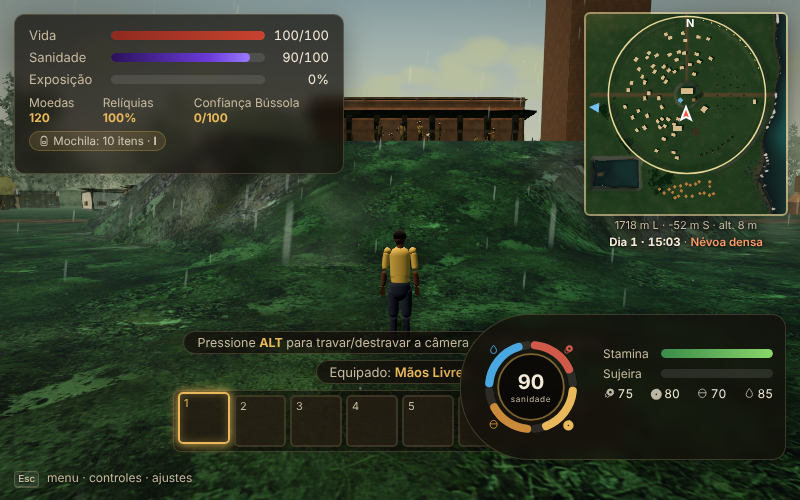 Vida 100/100
Sanidade 90/100
Exposição 0%
Moedas Relíquias Confiança Bússola
120 100% 0/100
Mochila: 10 itens · I
N
1718 m L · -52 m S · alt. 8 m
Dia 1 · 15:03 · Névoa densa
Pressione ALT para travar/destravar a câmera
Equipado: Mãos Livre
1 2 3 4 5
90
sanidade
Stamina
Sujeira
75 80 70 85
Esc menu · controles · ajustes